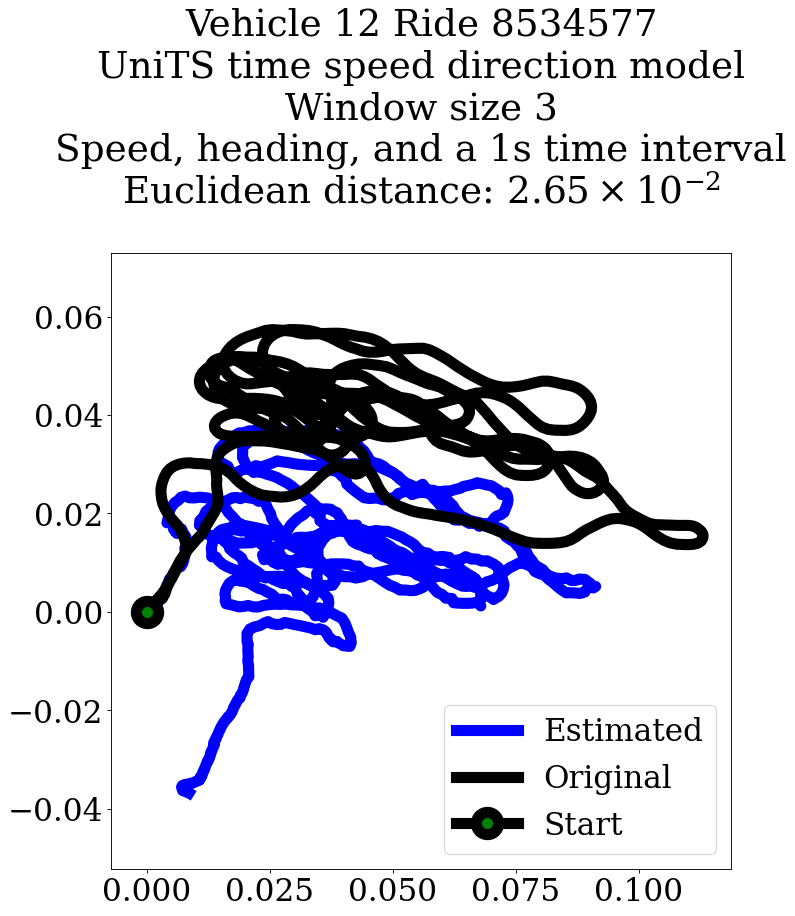 Vehicle 12 Ride 8534577
UniTS time speed direction model
Window size 3
Speed, heading, and a 1s time interval
Euclidean distance: 2.65 × 10⁻²
0.06
0.04
0.02
0.00
−0.02
−0.04
Estimated
Original
Start
0.000 0.025 0.050 0.075 0.100